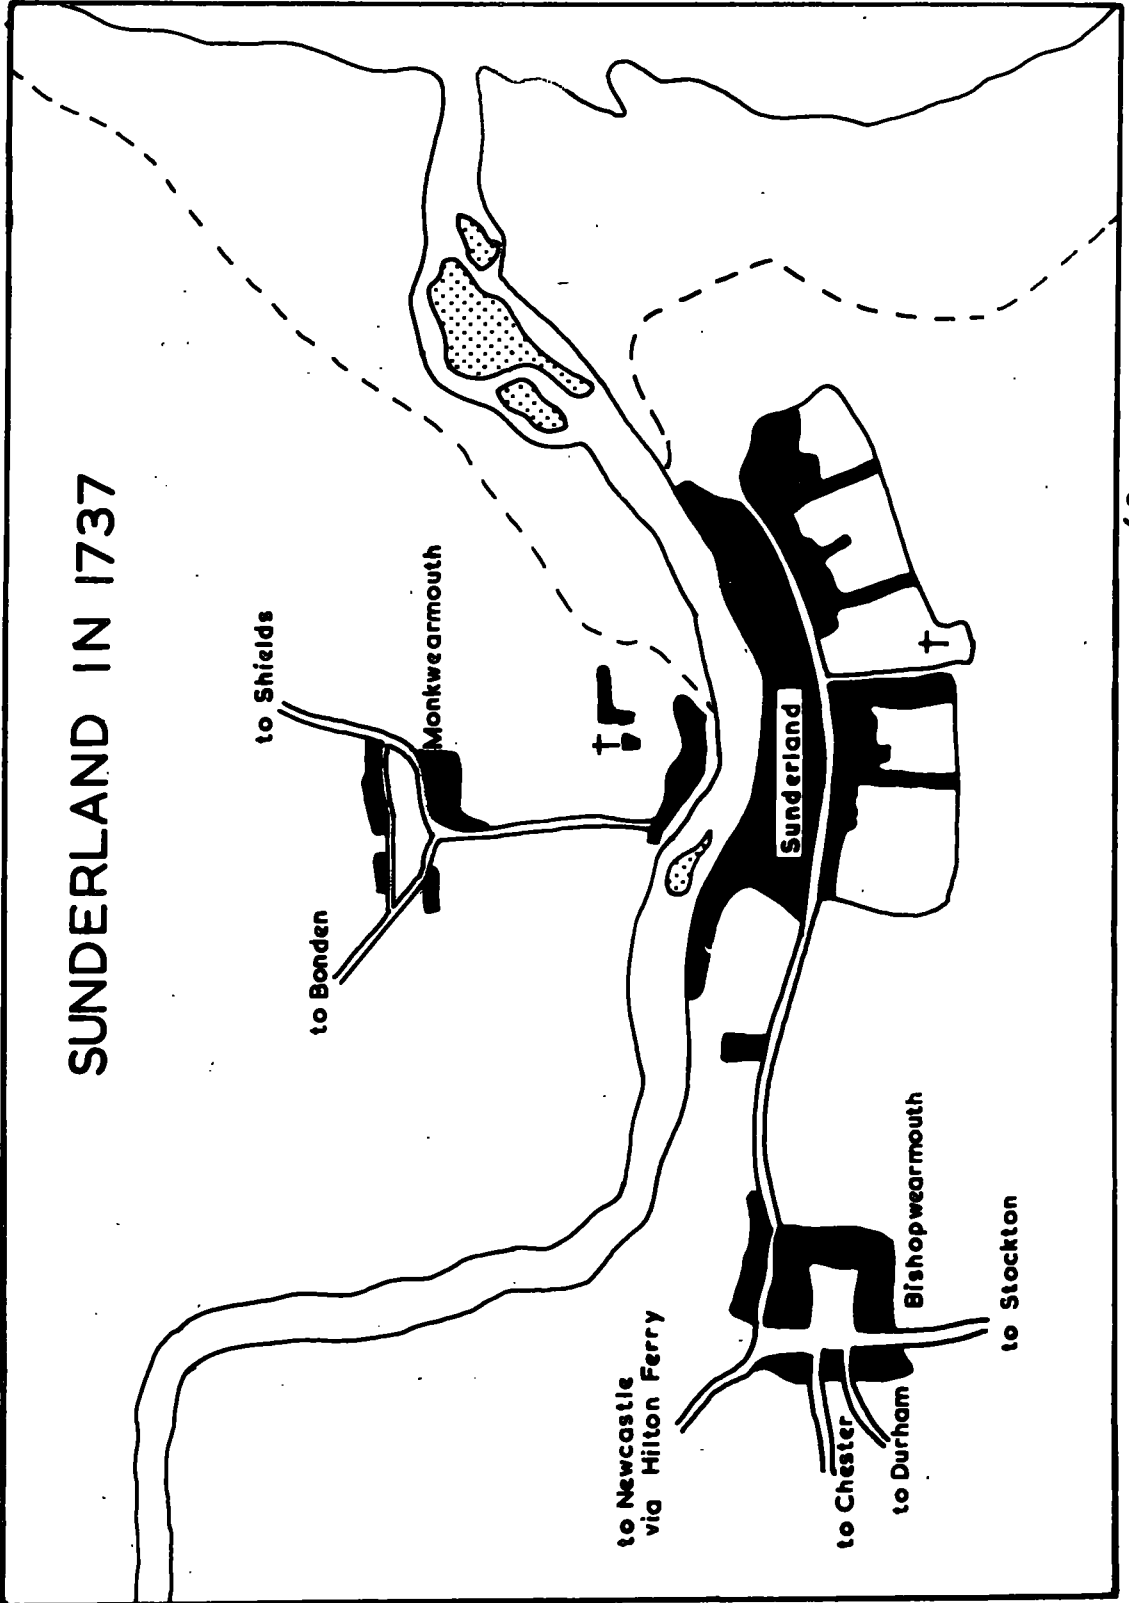 SUNDERLAND IN 1737
to Shields
Monkwearmouth
to Bonden
Sunderland
Bishopwearmouth
to Stockton
to Newcastle
via Hilton Ferry
to Chester
to Durham